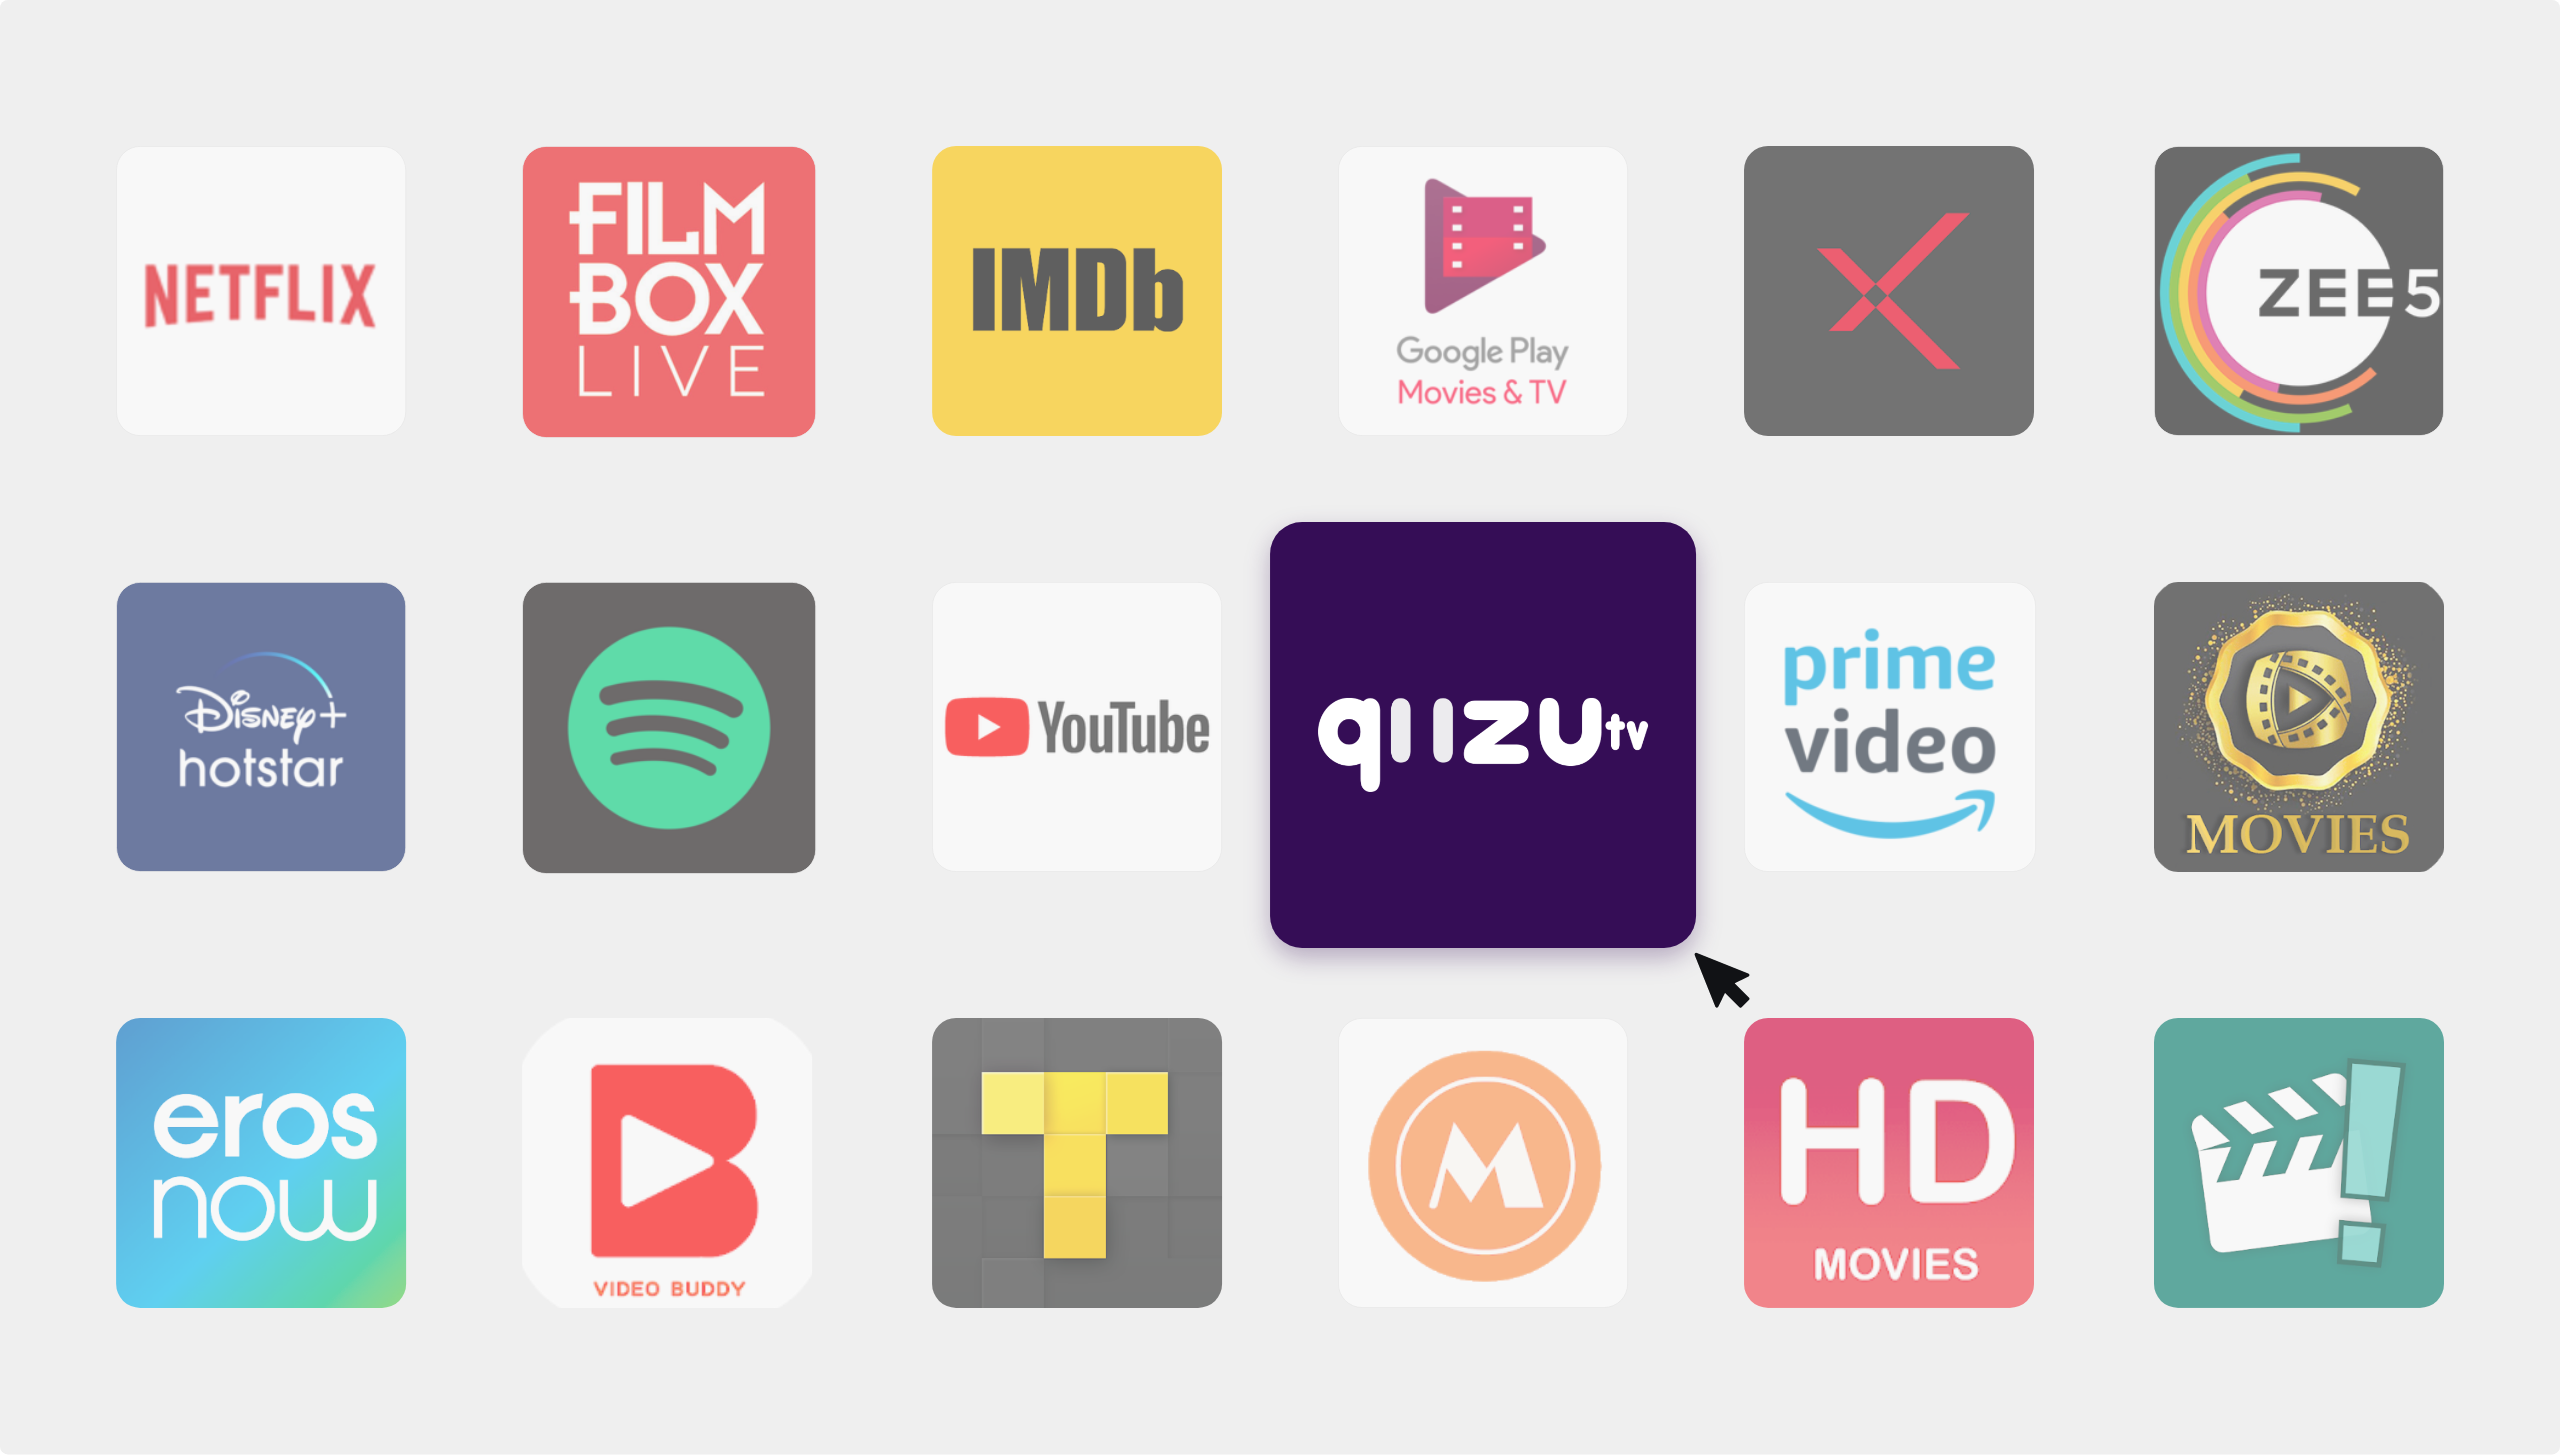 NETFLIX
FILM
BOX
LIVE
IMDb
Google Play
Movies & TV
ZEE5
Disney+
hotstar
YouTube
qiizu tv
prime
video
MOVIES
eros
now
VIDEO BUDDY
T
M
HD
MOVIES
!